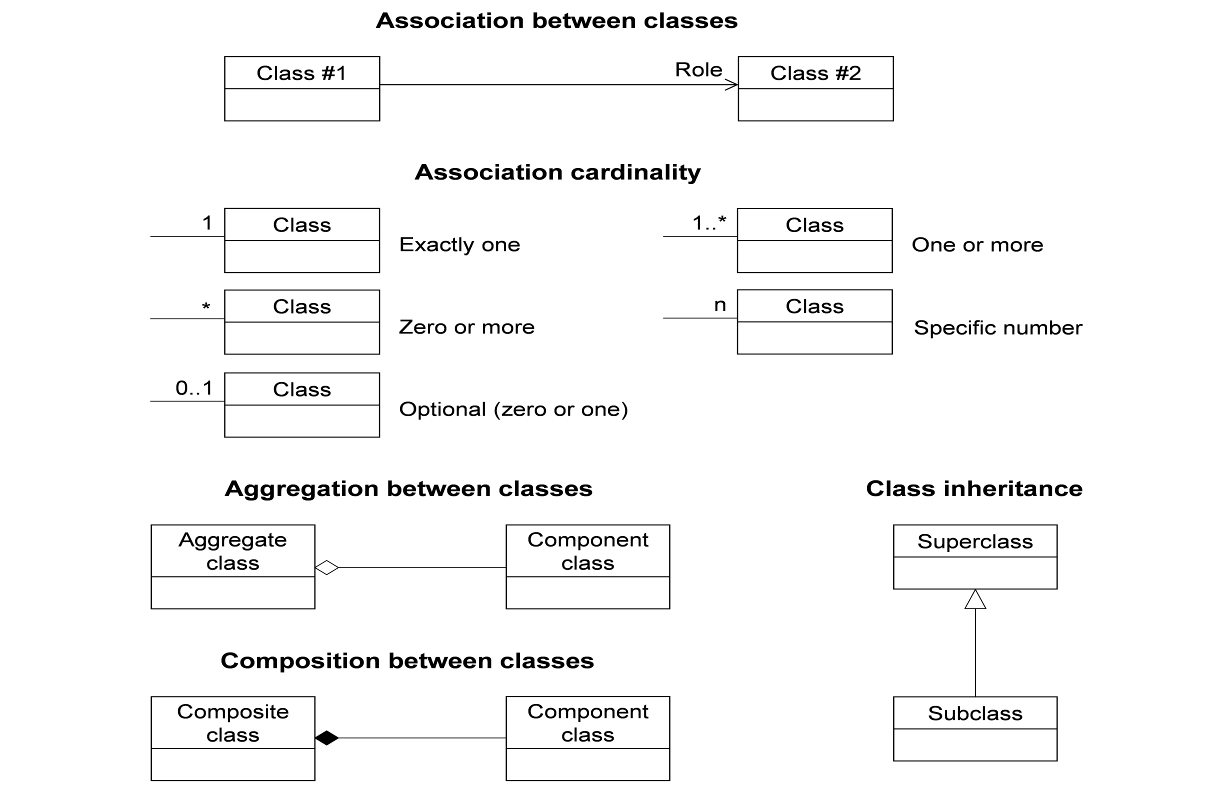 Association between classes
Class #1
Role
Class #2
Association cardinality
1
Class
Exactly one
1..*
Class
One or more
*
Class
Zero or more
n
Class
Specific number
0..1
Class
Optional (zero or one)
Aggregation between classes
Aggregate
class
Component
class
Class inheritance
Superclass
Subclass
Composition between classes
Composite
class
Component
class